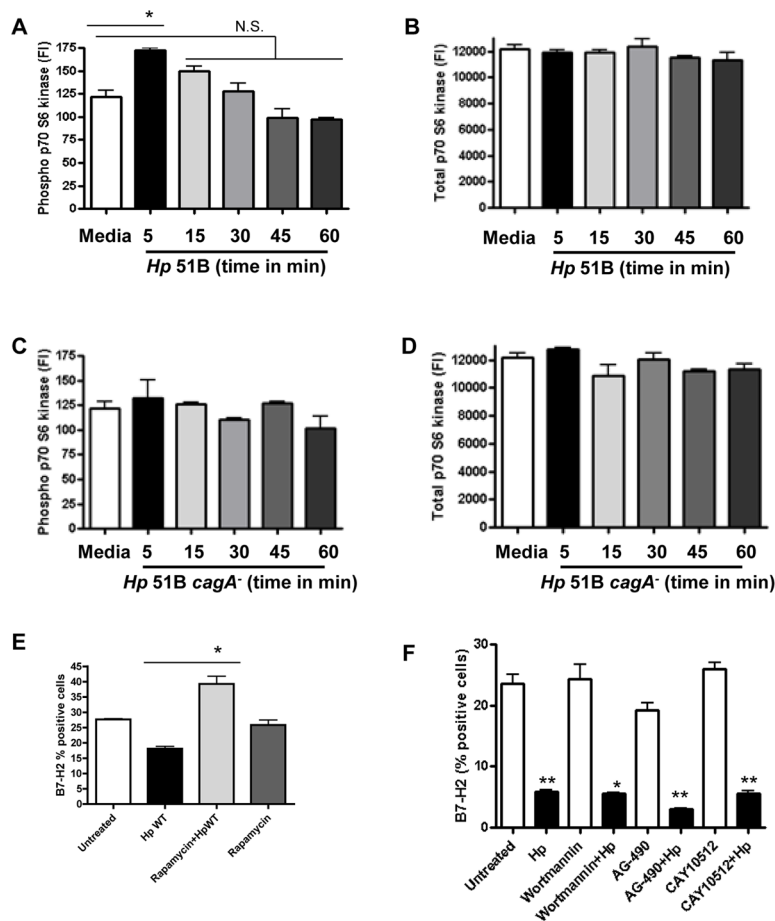 A
* N.S.
Phospho p70 S6 kinase (FI)
175
150
125
100
75
50
25
0
Media 5 15 30 45 60
Hp 51B (time in min)
B
Total p70 S6 kinase (FI)
12000
10000
8000
6000
4000
2000
0
Media 5 15 30 45 60
Hp 51B (time in min)
C
Phospho p70 S6 kinase (FI)
175
150
125
100
75
50
25
0
Media 5 15 30 45 60
Hp 51B cagA- (time in min)
D
Total p70 S6 kinase (FI)
12000
10000
8000
6000
4000
2000
0
Media 5 15 30 45 60
Hp 51B cagA- (time in min)
E
*
B7-H2 % positive cells
45
40
35
30
25
20
15
10
5
0
Untreated
Hp WT
Rapamycin+HpWT
Rapamycin
F
B7-H2 (% positive cells)
30
20
10
0
** * ** **
Untreated
Hp
Wortmannin
Wortmannin+Hp
AG-490
AG-490+Hp
CAY10512
CAY10512+Hp